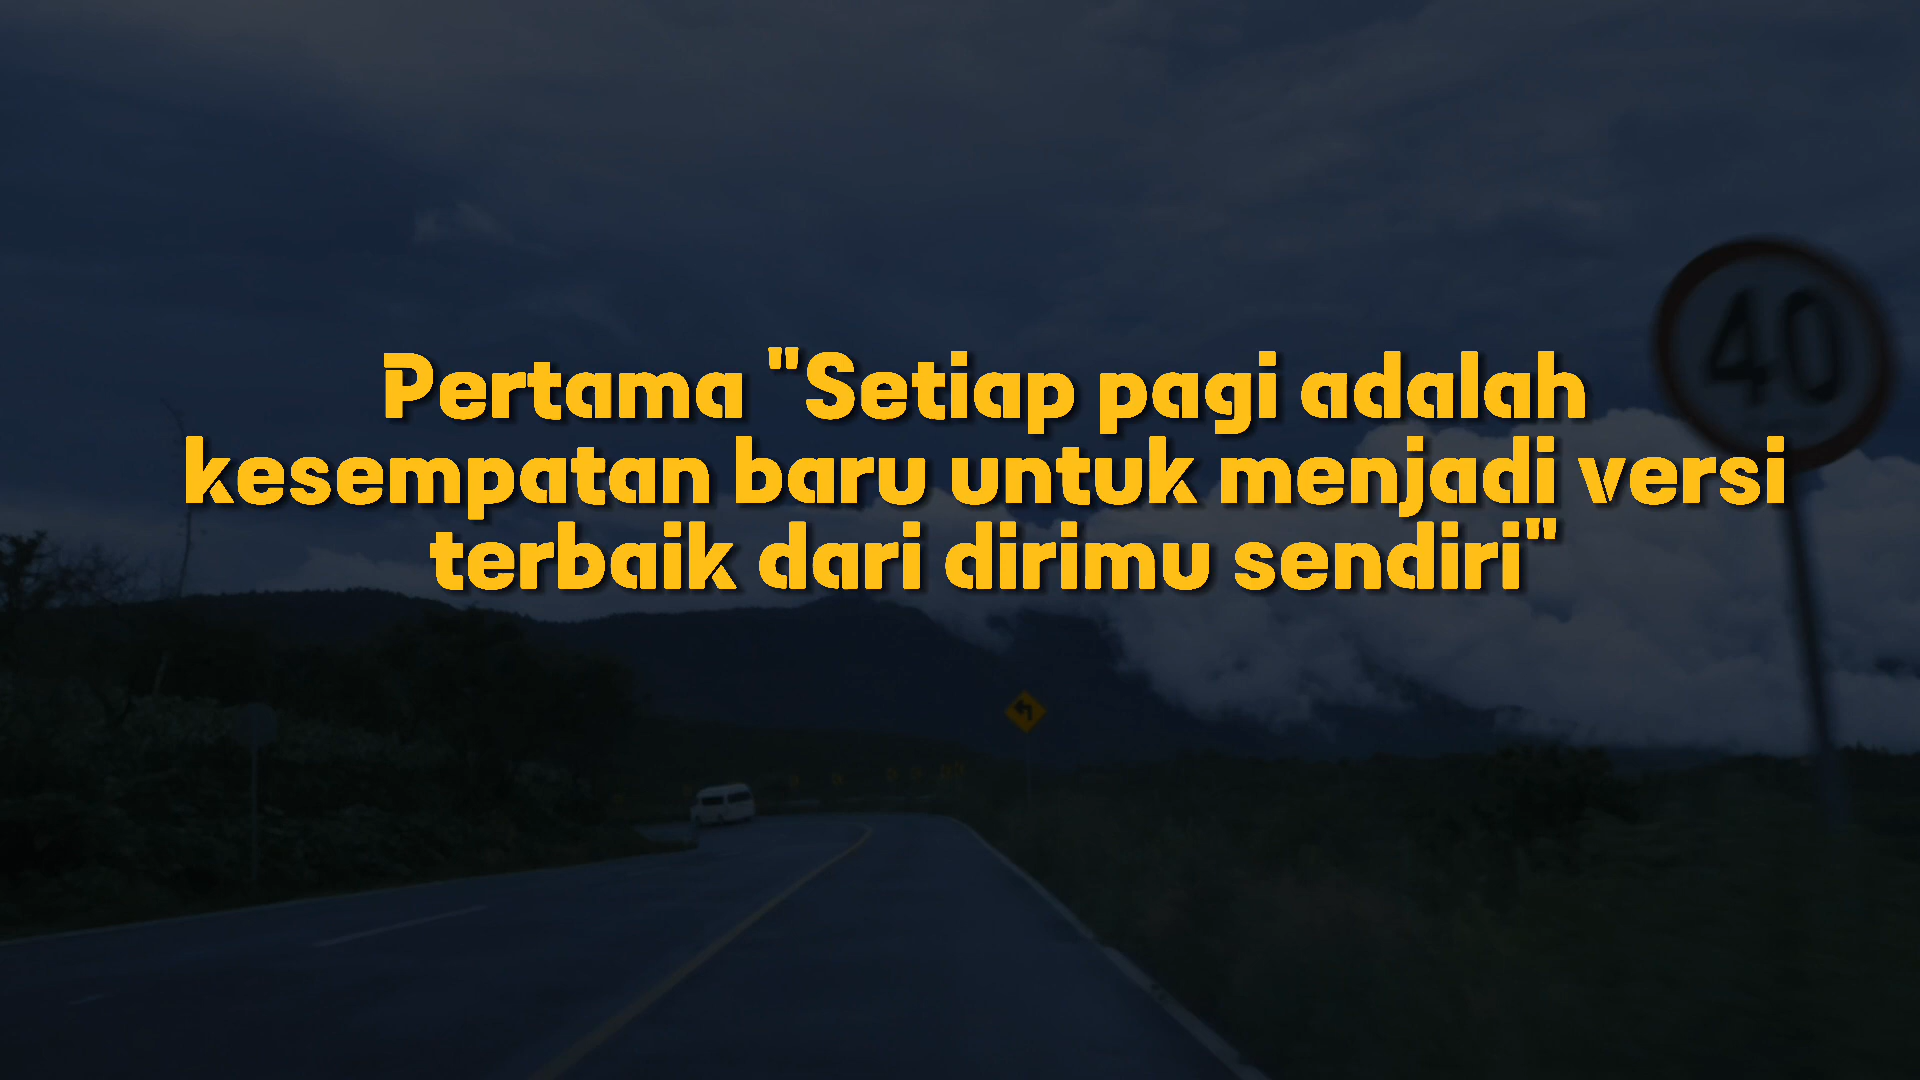 Pertama "Setiap pagi adalah
kesempatan baru untuk menjadi versi
terbaik dari dirimu sendiri"
40